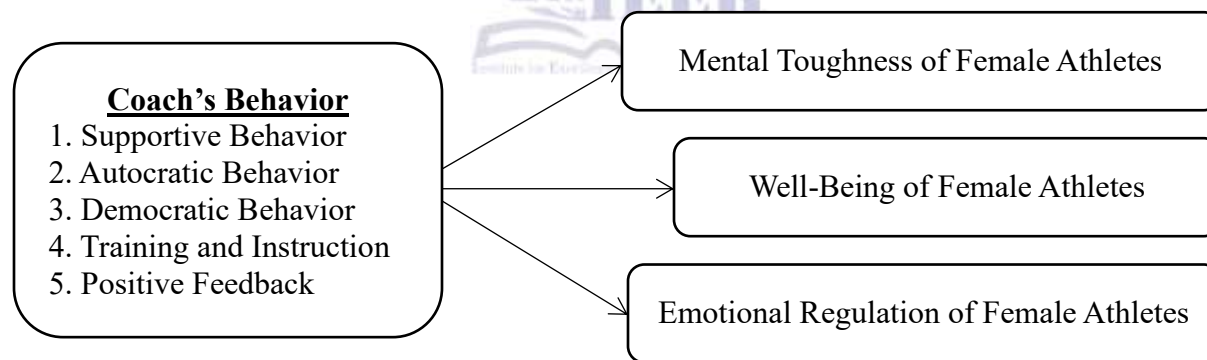 Coach's Behavior
1. Supportive Behavior
2. Autocratic Behavior
3. Democratic Behavior
4. Training and Instruction
5. Positive Feedback
Mental Toughness of Female Athletes
Well-Being of Female Athletes
Emotional Regulation of Female Athletes